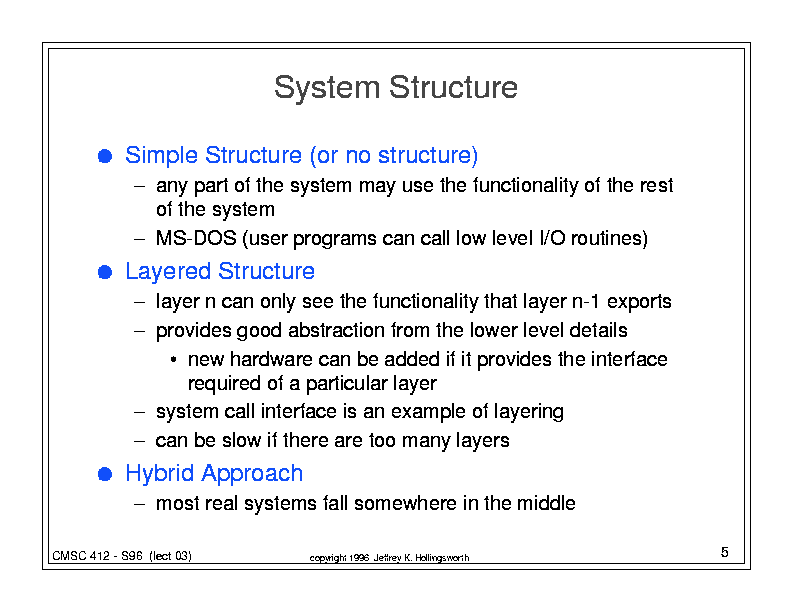 System Structure
● Simple Structure (or no structure)
– any part of the system may use the functionality of the rest
of the system
– MS-DOS (user programs can call low level I/O routines)
● Layered Structure
– layer n can only see the functionality that layer n-1 exports
– provides good abstraction from the lower level details
• new hardware can be added if it provides the interface
required of a particular layer
– system call interface is an example of layering
– can be slow if there are too many layers
● Hybrid Approach
– most real systems fall somewhere in the middle
CMSC 412 - S96 (lect 03)
copyright 1996 Jeffrey K. Hollingsworth
5